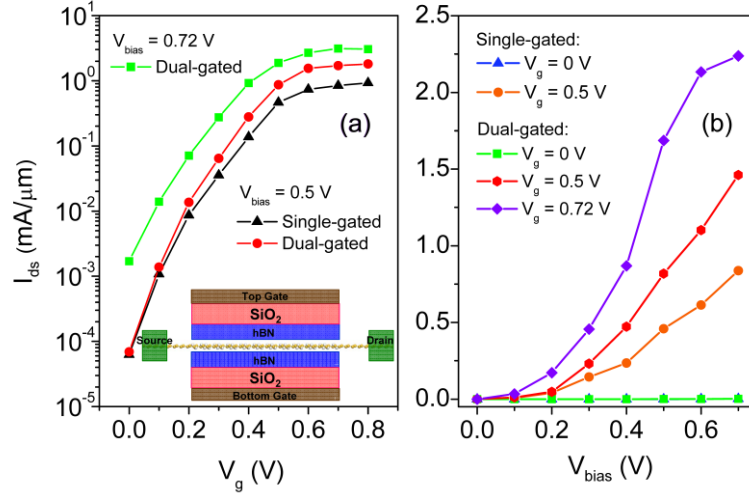 V_bias = 0.72 V
Dual-gated
(a)
V_bias = 0.5 V
Single-gated
Dual-gated
Top Gate
SiO₂
hBN
Source
Drain
hBN
SiO₂
Bottom Gate
I_ds (mA/μm)
10¹
10⁰
10⁻¹
10⁻²
10⁻³
10⁻⁴
10⁻⁵
0.0 0.2 0.4 0.6 0.8
V_g (V)
Single-gated:
V_g = 0 V
V_g = 0.5 V
Dual-gated:
V_g = 0 V
V_g = 0.5 V
V_g = 0.72 V
(b)
2.5
2.0
1.5
1.0
0.5
0.0
0.0 0.2 0.4 0.6
V_bias (V)